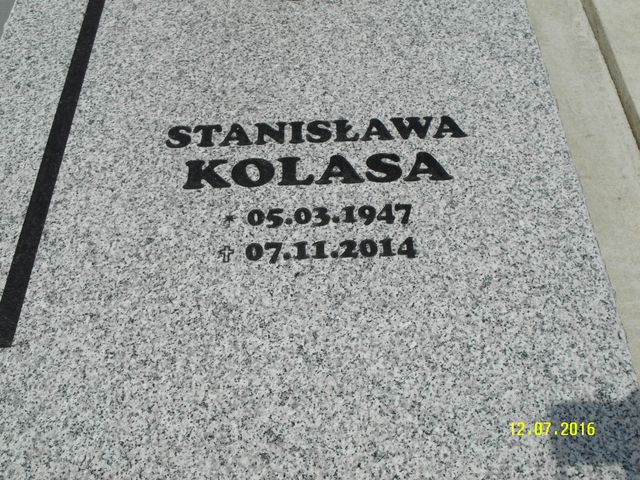 STANISŁAWA
KOLASA
* 05.03.1947
✝ 07.11.2014
12.07.2016